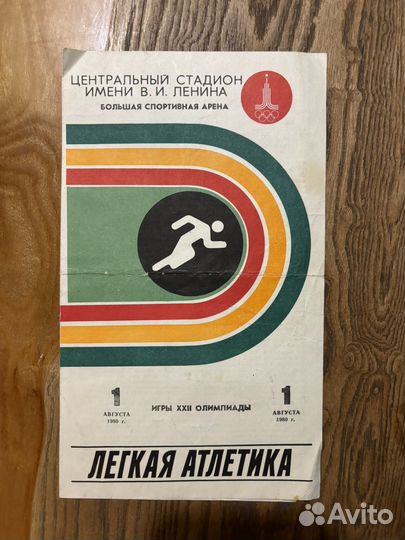 ЦЕНТРАЛЬНЫЙ СТАДИОН
ИМЕНИ В. И. ЛЕНИНА
БОЛЬШАЯ СПОРТИВНАЯ АРЕНА
1
АВГУСТА
1980 г.
ИГРЫ XXII ОЛИМПИАДЫ
1
АВГУСТА
1980 г.
ЛЕГКАЯ АТЛЕТИКА
Avito